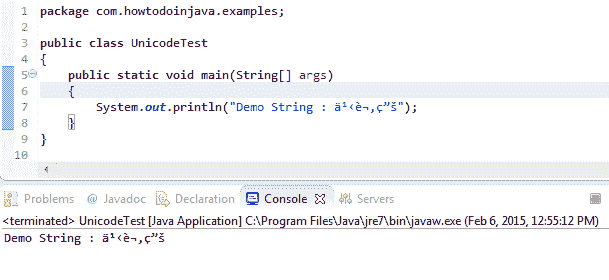 1 package com.howtodoinjava.examples;
2
3 public class UnicodeTest
4 {
5 public static void main(String[] args)
6 {
7 System.out.println("Demo String : ä¹‹è¬‚ç”š");
8 }
9 }
10
Problems @ Javadoc Declaration Console Servers
<terminated> UnicodeTest [Java Application] C:\Program Files\Java\jre7\bin\javaw.exe (Feb 6, 2015, 12:55:12 PM)
Demo String : ä¹‹è¬‚ç”š